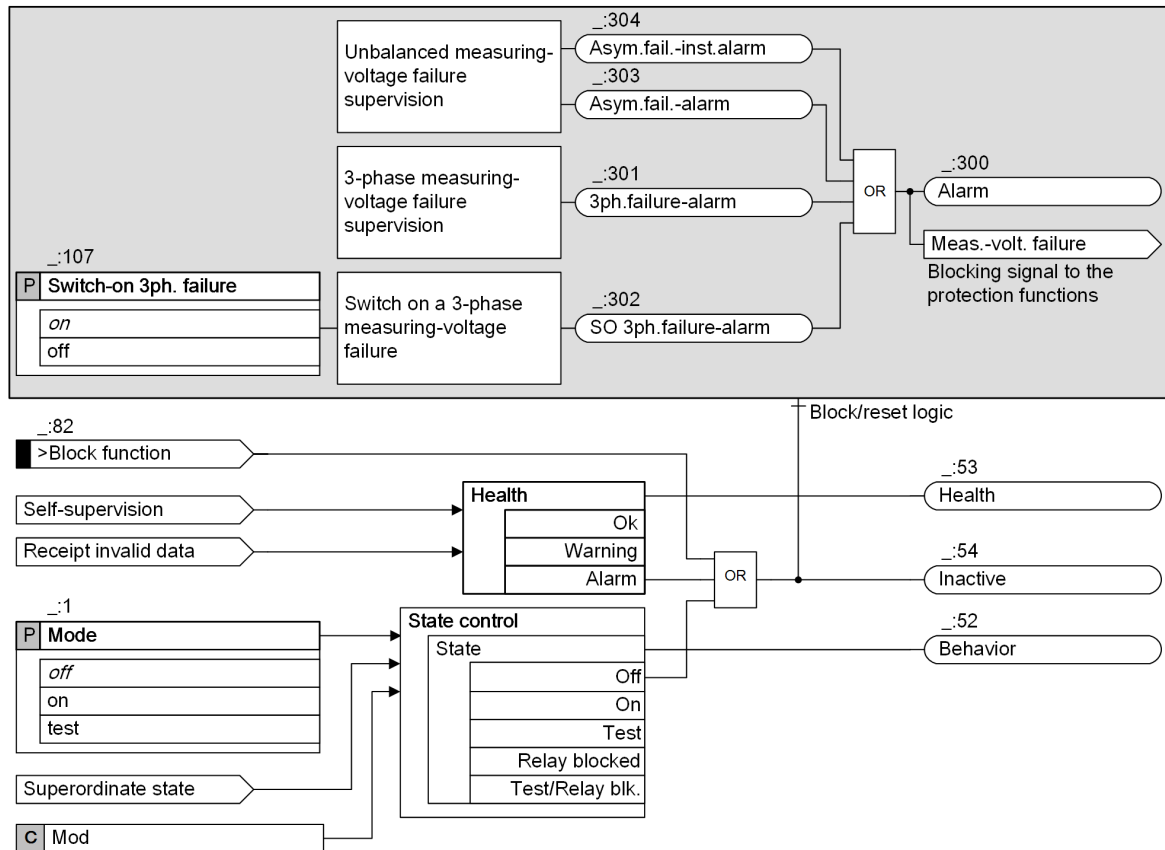 _:304
Unbalanced measuring-
voltage failure
supervision
Asym.fail.-inst.alarm
_:303
Asym.fail.-alarm
3-phase measuring-
voltage failure
supervision
_:301
3ph.failure-alarm
OR
_:300
Alarm
Meas.-volt. failure
Blocking signal to the
protection functions
_:107
P Switch-on 3ph. failure
on
off
Switch on a 3-phase
measuring-voltage
failure
_:302
SO 3ph.failure-alarm
Block/reset logic
_:82
>Block function
Self-supervision
Receipt invalid data
Health
Ok
Warning
Alarm
OR
_:53
Health
_:54
Inactive
_:52
Behavior
_:1
P Mode
off
on
test
Superordinate state
C Mod
State control
State
Off
On
Test
Relay blocked
Test/Relay blk.